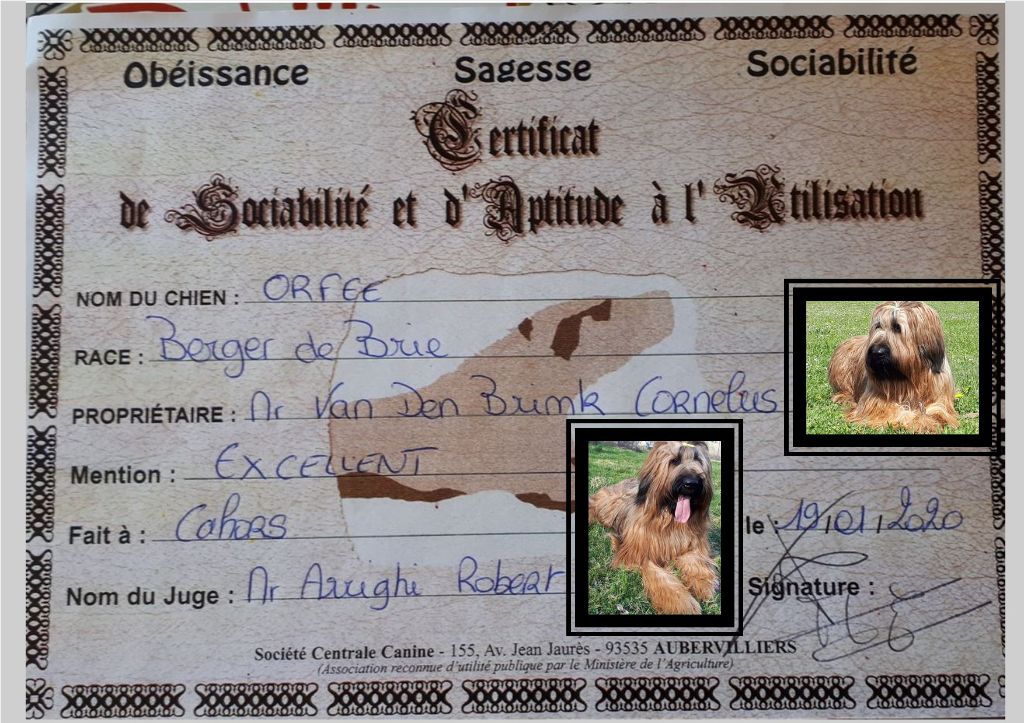 Obéissance Sagesse Sociabilité
Certificat
de Sociabilité et d'Aptitude à l'Utilisation
NOM DU CHIEN : ORFEE
RACE : Berger de Brie
PROPRIÉTAIRE : Mr Van Den Brink Cornelus
Mention : EXCELLENT
Fait à : Cahors le : 19/01/2020
Nom du Juge : Mr Arrighi Robert Signature :
Société Centrale Canine - 155, Av. Jean Jaurès - 93535 AUBERVILLIERS
(Association reconnue d'utilité publique par le Ministère de l'Agriculture)